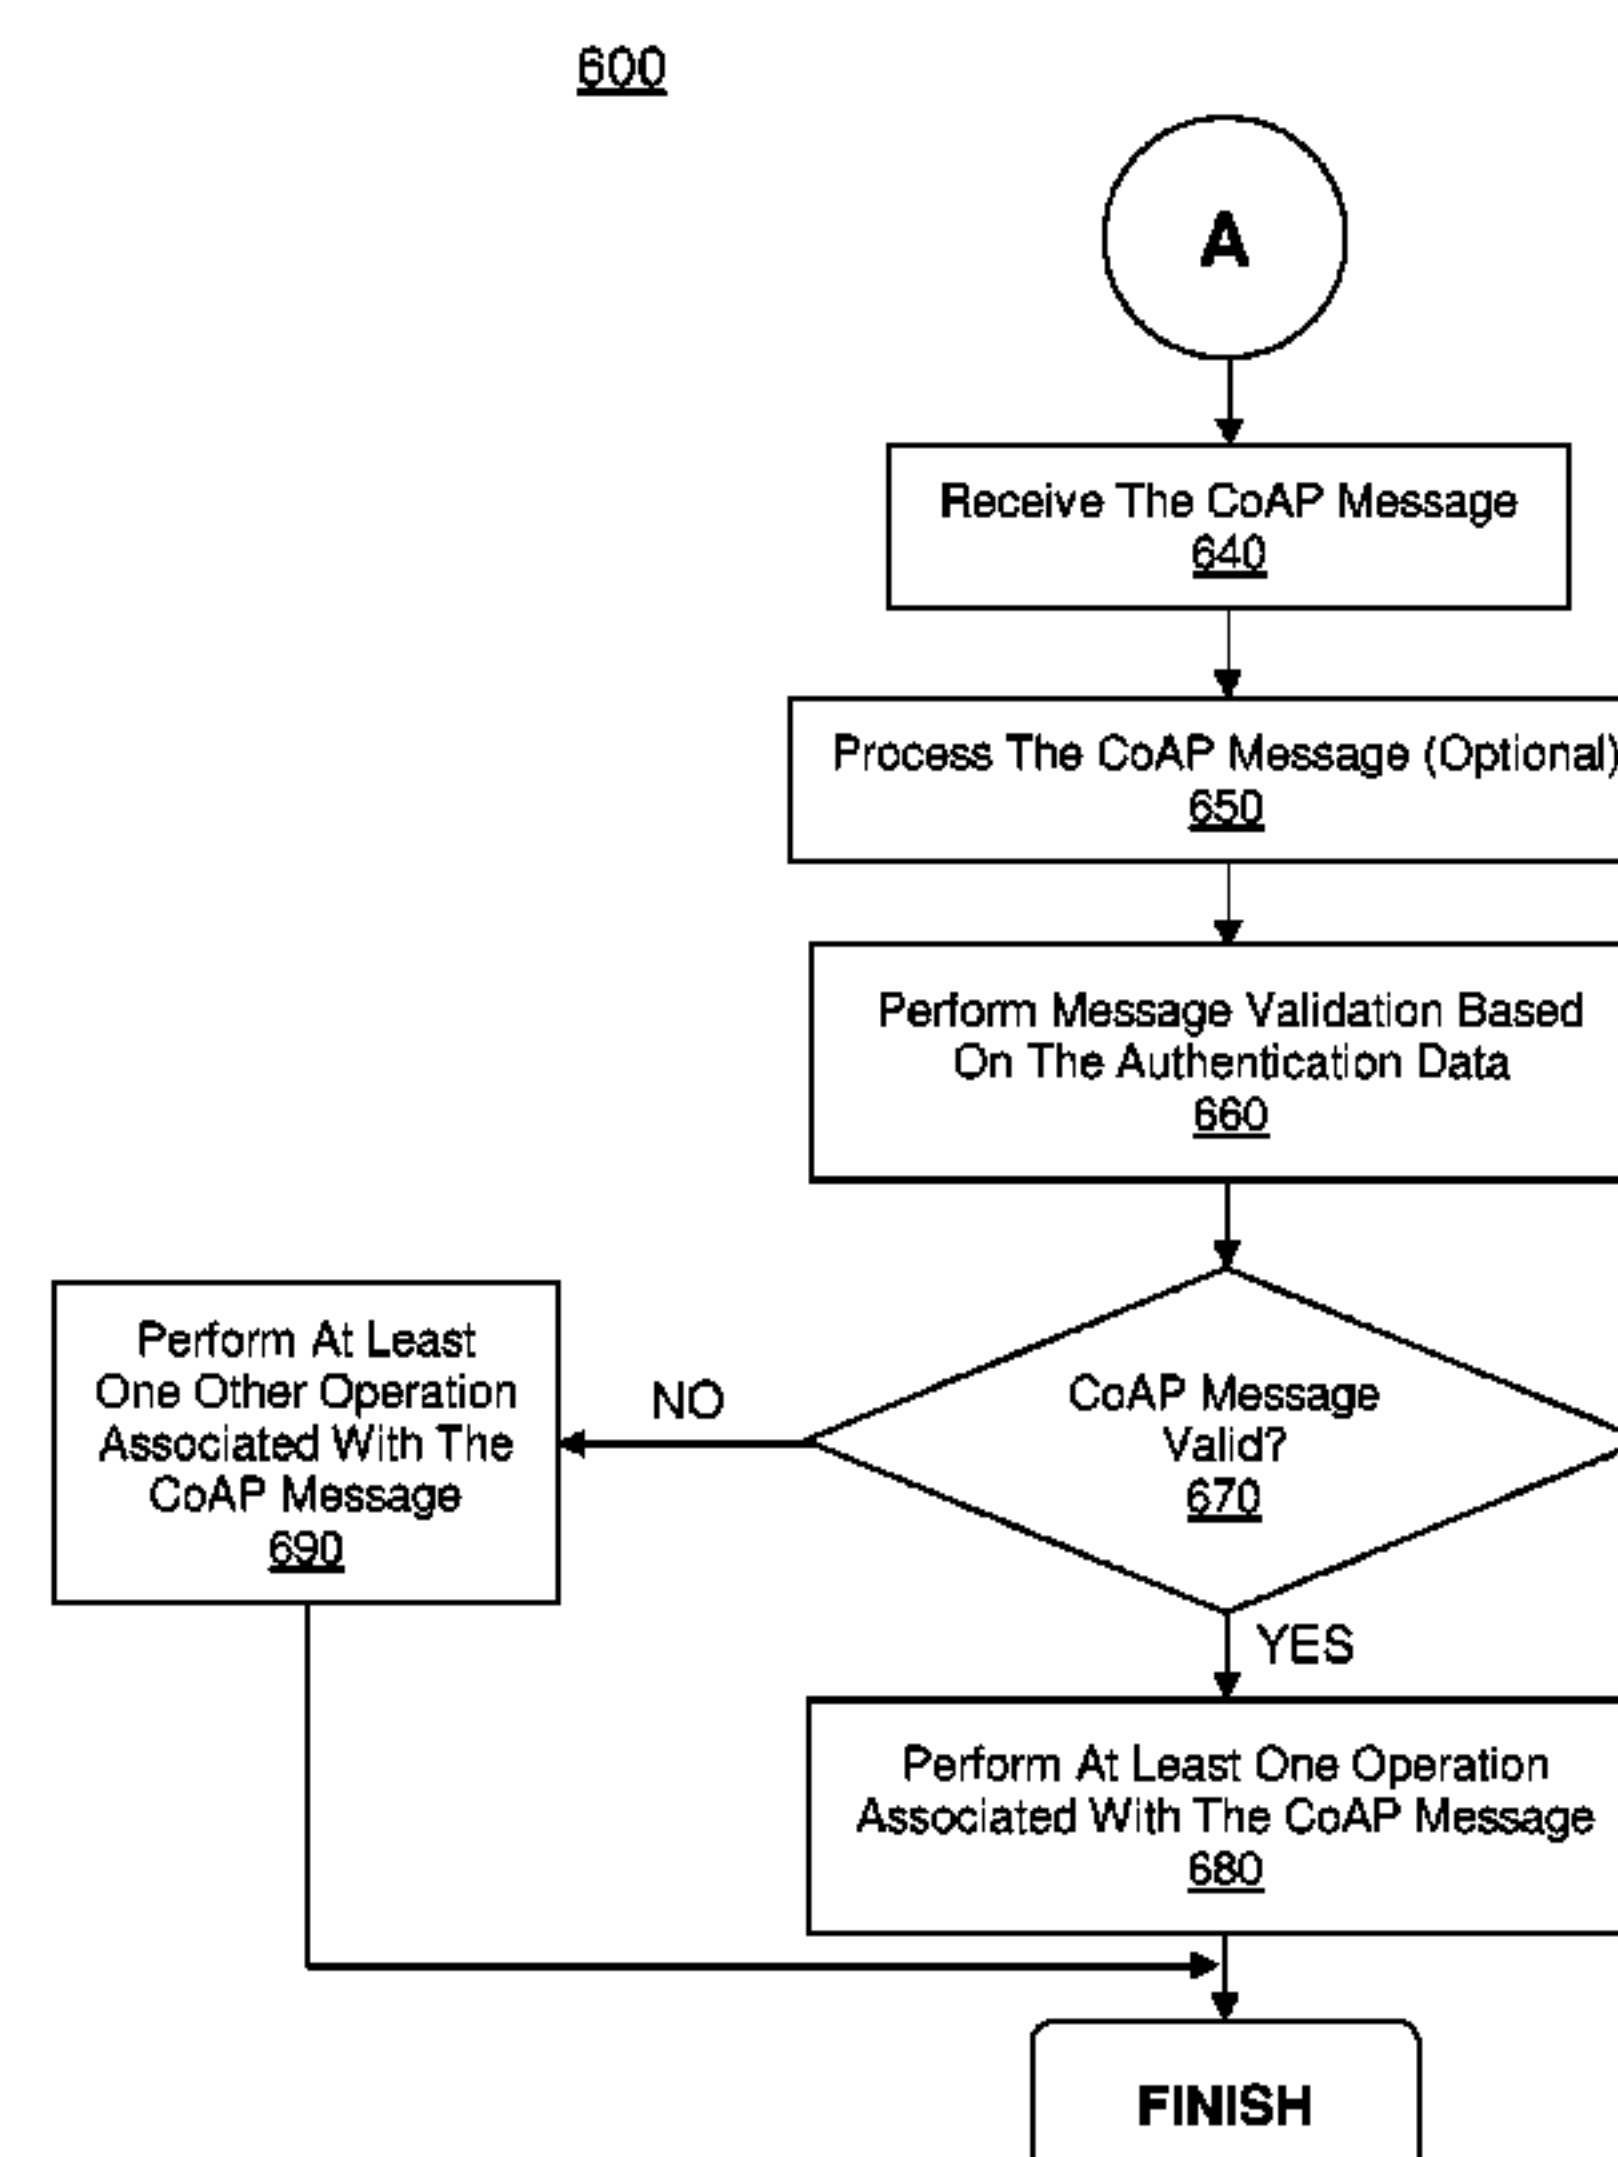 600
A
Receive The CoAP Message
640
Process The CoAP Message (Optional)
650
Perform Message Validation Based
On The Authentication Data
660
CoAP Message
Valid?
670
NO
Perform At Least
One Other Operation
Associated With The
CoAP Message
690
YES
Perform At Least One Operation
Associated With The CoAP Message
680
FINISH